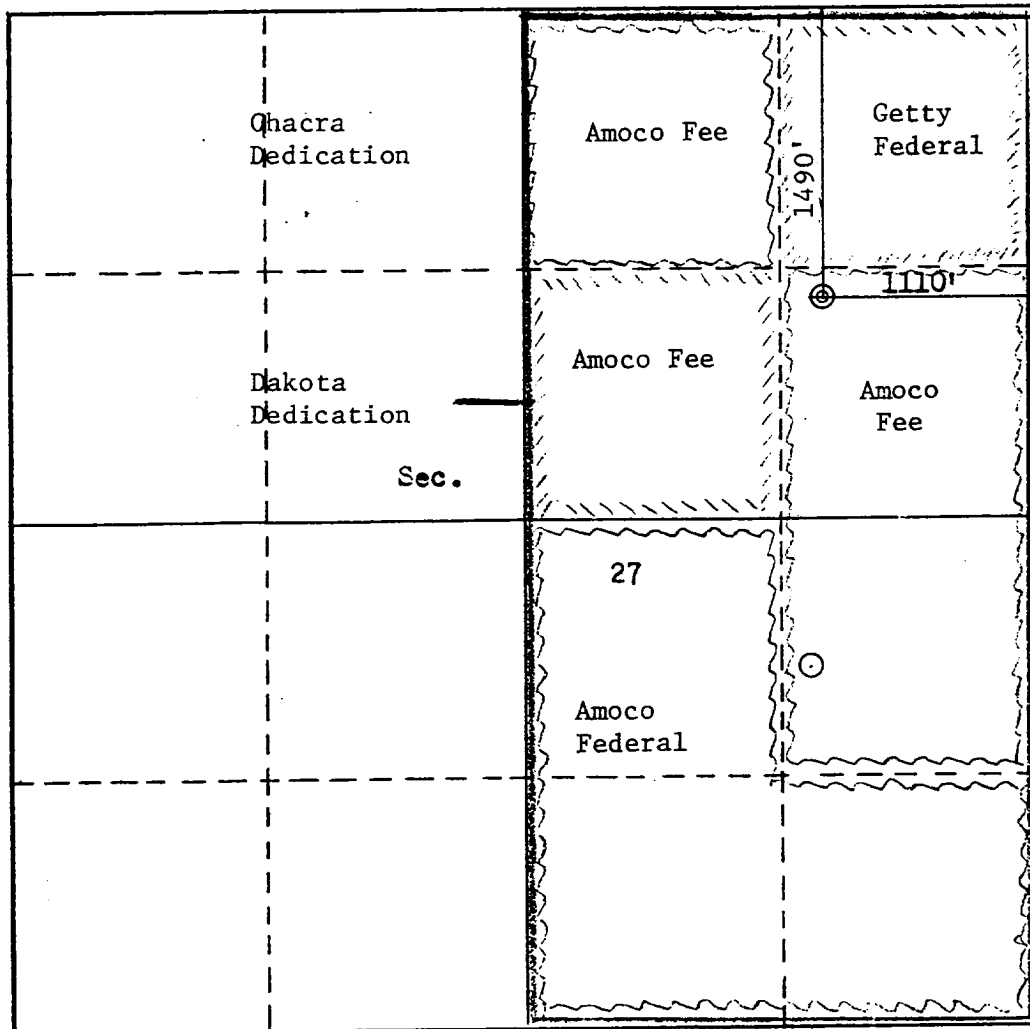 Chacra
Dedication
Amoco Fee
Getty
Federal
1490'
1110'
Dakota
Dedication
Amoco Fee
Amoco
Fee
Sec.
27
Amoco
Federal